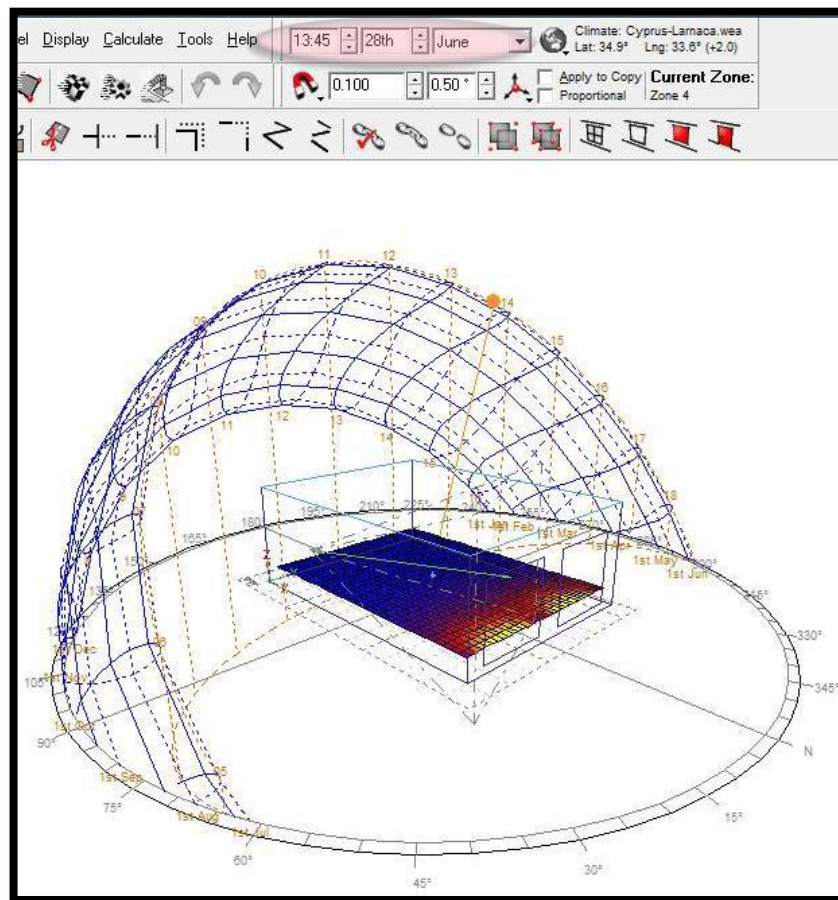 el Display Calculate Tools Help 13:45 28th June Climate: Cyprus-Larnaca.wea
Lat: 34.9° Lng: 33.6° (+2.0)
0.100 0.50 ° Apply to Copy Current Zone:
Proportional Zone 4
11
10 12
09 13
14
15
16
17
18
10 11 12 13 14 15
210° 225°
195°
180°
165°
1st Jan
1st Feb
1st Mar
1st Apr
1st May
1st Jun
315°
330°
345°
N
1st Dec
105° 1st Nov
1st Oct
90°
1st Sep
75°
05
1st Aug
1st Jul
60°
45°
30°
15°